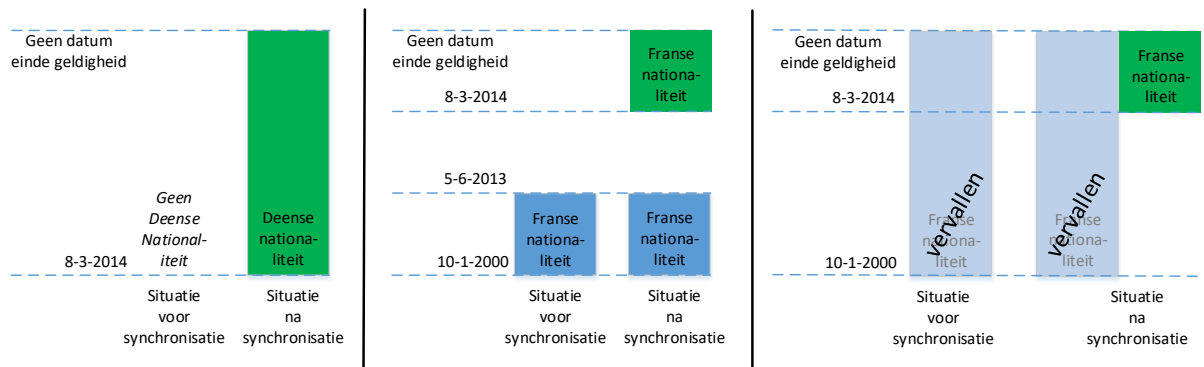 Geen datum
einde geldigheid
Geen
Deense
National-
iteit
8-3-2014
Deense
nationa-
liteit
Situatie
voor
synchronisatie
Situatie
na
synchronisatie
Geen datum
einde geldigheid
8-3-2014
5-6-2013
10-1-2000
Franse
nationa-
liteit
Franse
nationa-
liteit
Franse
nationa-
liteit
Situatie
voor
synchronisatie
Situatie
na
synchronisatie
Geen datum
einde geldigheid
8-3-2014
10-1-2000
Franse
nationa-
liteit
vervallen
Franse
nationa-
liteit
vervallen
Franse
nationa-
liteit
Situatie
voor
synchronisatie
Situatie
na
synchronisatie